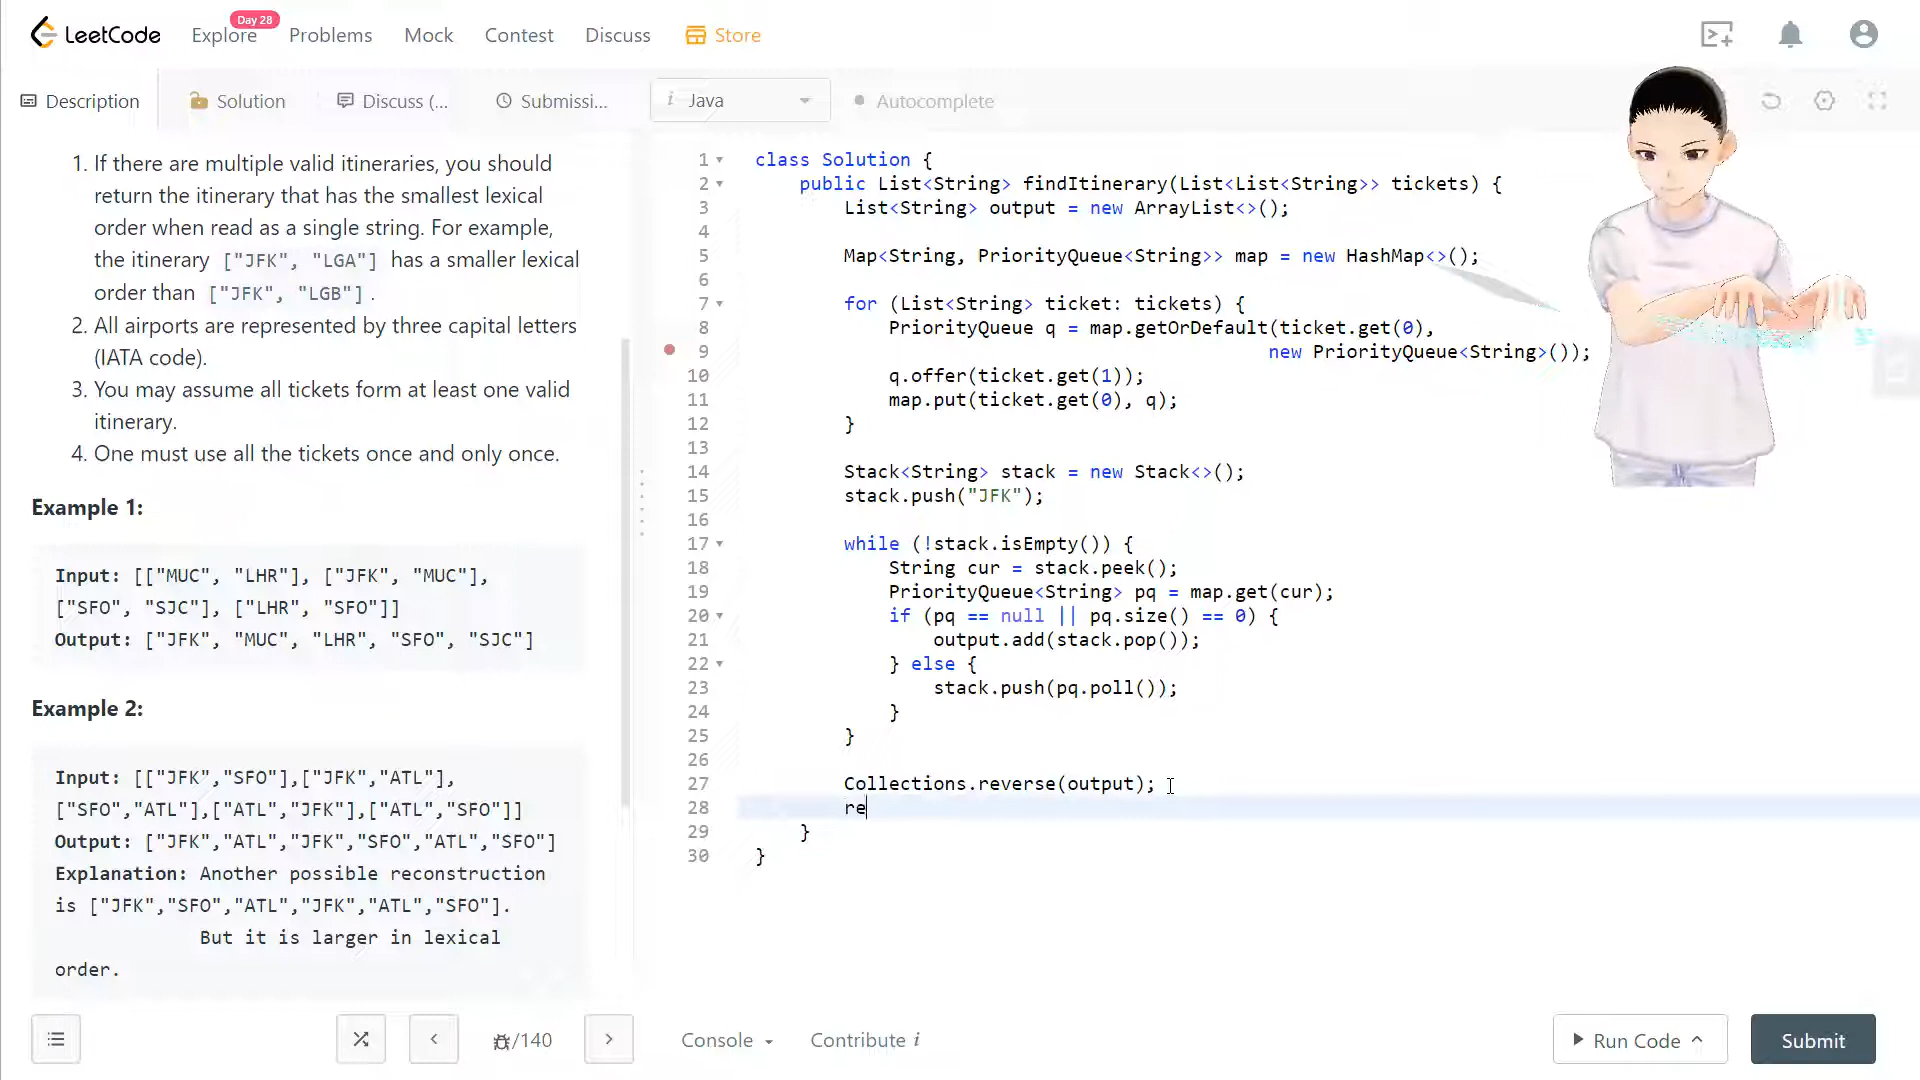 LeetCode
Explore
Day 28
Problems
Mock
Contest
Discuss
Store
Description
Solution
Discuss (...
Submissi...
i Java
Autocomplete
1. If there are multiple valid itineraries, you should
return the itinerary that has the smallest lexical
order when read as a single string. For example,
the itinerary ["JFK", "LGA"] has a smaller lexical
order than ["JFK", "LGB"] .
2. All airports are represented by three capital letters
(IATA code).
3. You may assume all tickets form at least one valid
itinerary.
4. One must use all the tickets once and only once.
Example 1:
Input: [["MUC", "LHR"], ["JFK", "MUC"],
["SFO", "SJC"], ["LHR", "SFO"]]
Output: ["JFK", "MUC", "LHR", "SFO", "SJC"]
Example 2:
Input: [["JFK","SFO"],["JFK","ATL"],
["SFO","ATL"],["ATL","JFK"],["ATL","SFO"]]
Output: ["JFK","ATL","JFK","SFO","ATL","SFO"]
Explanation: Another possible reconstruction
is ["JFK","SFO","ATL","JFK","ATL","SFO"].
But it is larger in lexical
order.
1 class Solution {
2 public List<String> findItinerary(List<List<String>> tickets) {
3 List<String> output = new ArrayList<>();
4
5 Map<String, PriorityQueue<String>> map = new HashMap<>();
6
7 for (List<String> ticket: tickets) {
8 PriorityQueue q = map.getOrDefault(ticket.get(0),
9 new PriorityQueue<String>());
10 q.offer(ticket.get(1));
11 map.put(ticket.get(0), q);
12 }
13
14 Stack<String> stack = new Stack<>();
15 stack.push("JFK");
16
17 while (!stack.isEmpty()) {
18 String cur = stack.peek();
19 PriorityQueue<String> pq = map.get(cur);
20 if (pq == null || pq.size() == 0) {
21 output.add(stack.pop());
22 } else {
23 stack.push(pq.poll());
24 }
25 }
26
27 Collections.reverse(output);
28 re
29 }
30 }
/140
Console
Contribute i
Run Code
Submit